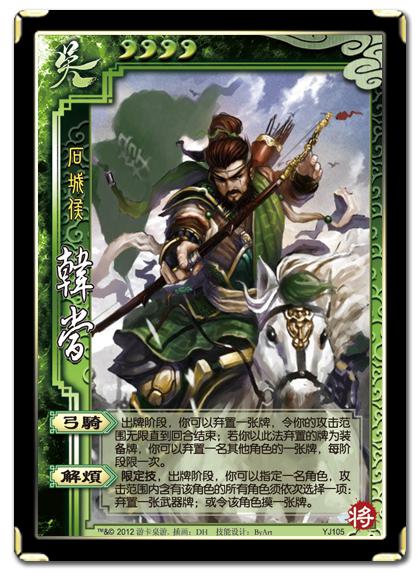 吴
石城侯
韓當
弓騎
出牌阶段，你可以弃置一张牌，令你的攻击范
围无限直到回合结束；若你以此法弃置的牌为装
备牌，你可以弃置一名其他角色的一张牌，每阶
段限一次。
解煩
限定技，出牌阶段，你可以指定一名角色，攻
击范围内含有该角色的所有角色须依次选择一项：
弃置一张武器牌；或令该角色摸一张牌。
™&© 2012 游卡桌游. 插画：DH 技能设计：ByArt
YJ105
将